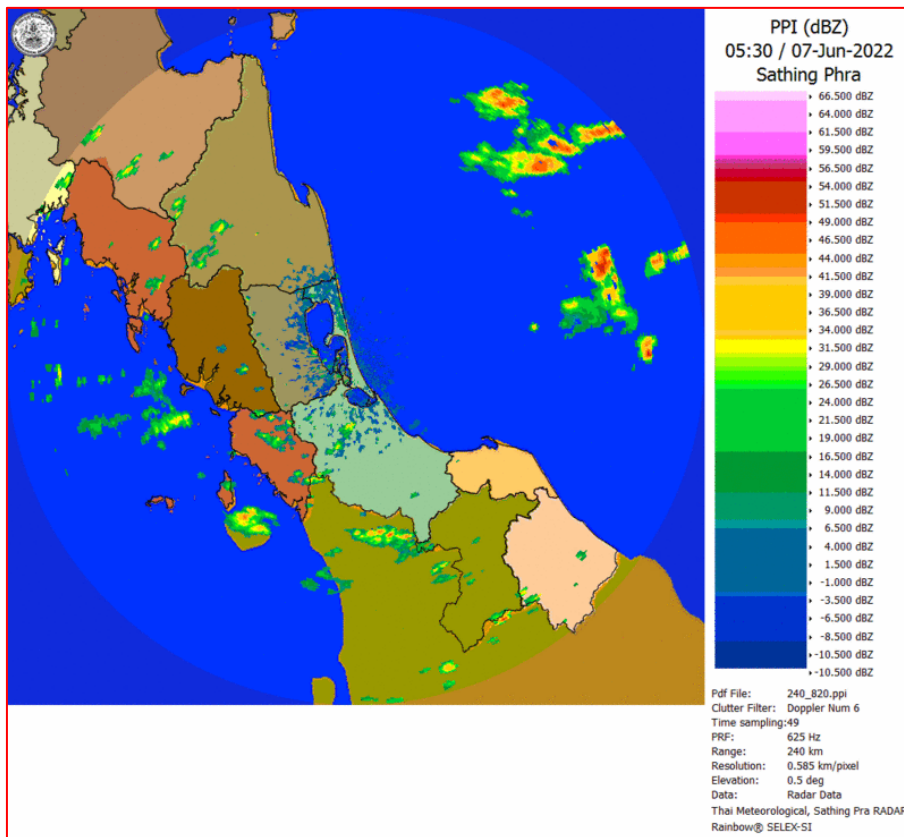 PPI (dBZ)
05:30 / 07-Jun-2022
Sathing Phra
66.500 dBZ
64.000 dBZ
61.500 dBZ
59.500 dBZ
56.500 dBZ
54.000 dBZ
51.500 dBZ
49.000 dBZ
46.500 dBZ
44.000 dBZ
41.500 dBZ
39.000 dBZ
36.500 dBZ
34.000 dBZ
31.500 dBZ
29.000 dBZ
26.500 dBZ
24.000 dBZ
21.500 dBZ
19.000 dBZ
16.500 dBZ
14.000 dBZ
11.500 dBZ
9.000 dBZ
6.500 dBZ
4.000 dBZ
1.500 dBZ
-1.000 dBZ
-3.500 dBZ
-6.500 dBZ
-8.500 dBZ
-10.500 dBZ
-10.500 dBZ
Pdf File: 240_820.ppi
Clutter Filter: Doppler Num 6
Time sampling:49
PRF: 625 Hz
Range: 240 km
Resolution: 0.585 km/pixel
Elevation: 0.5 deg
Data: Radar Data
Thai Meteorological, Sathing Pra RADAR
Rainbow® SELEX-SI